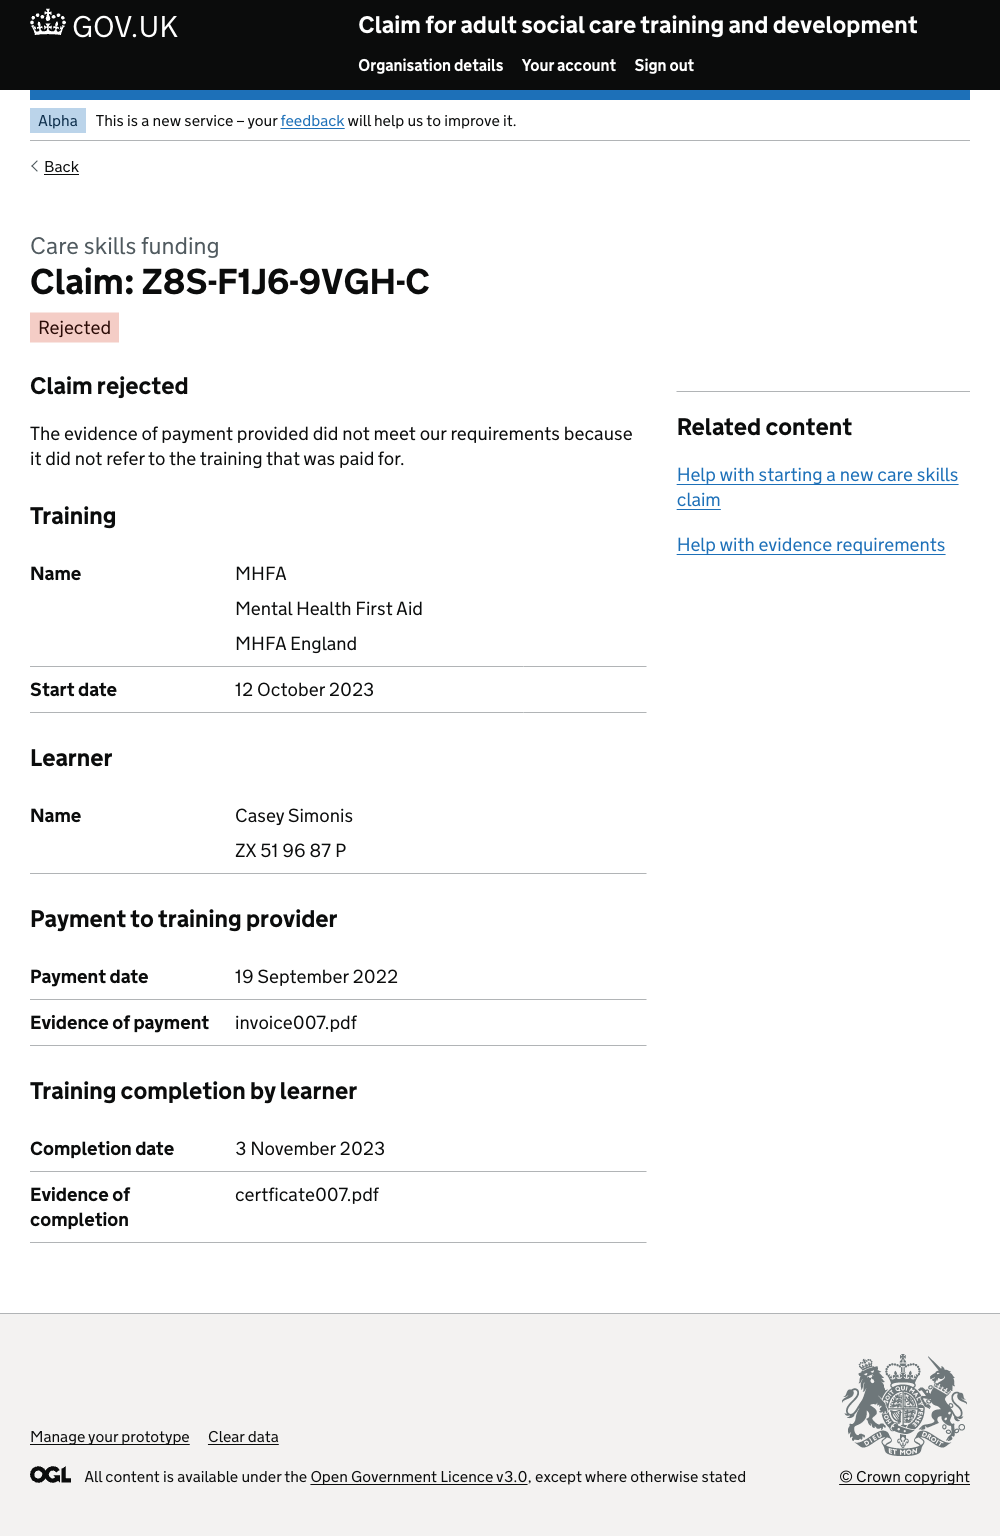 GOV.UK
Claim for adult social care training and development
Organisation details Your account Sign out
Alpha This is a new service – your feedback will help us to improve it.
Back
Care skills funding
Claim: Z8S-F1J6-9VGH-C
Rejected
Claim rejected
The evidence of payment provided did not meet our requirements because
it did not refer to the training that was paid for.
Training
Name MHFA
Mental Health First Aid
MHFA England
Start date 12 October 2023
Learner
Name Casey Simonis
ZX 51 96 87 P
Payment to training provider
Payment date 19 September 2022
Evidence of payment invoice007.pdf
Training completion by learner
Completion date 3 November 2023
Evidence of certficate007.pdf
completion
Related content
Help with starting a new care skills
claim
Help with evidence requirements
Manage your prototype Clear data
OGL All content is available under the Open Government Licence v3.0, except where otherwise stated
© Crown copyright